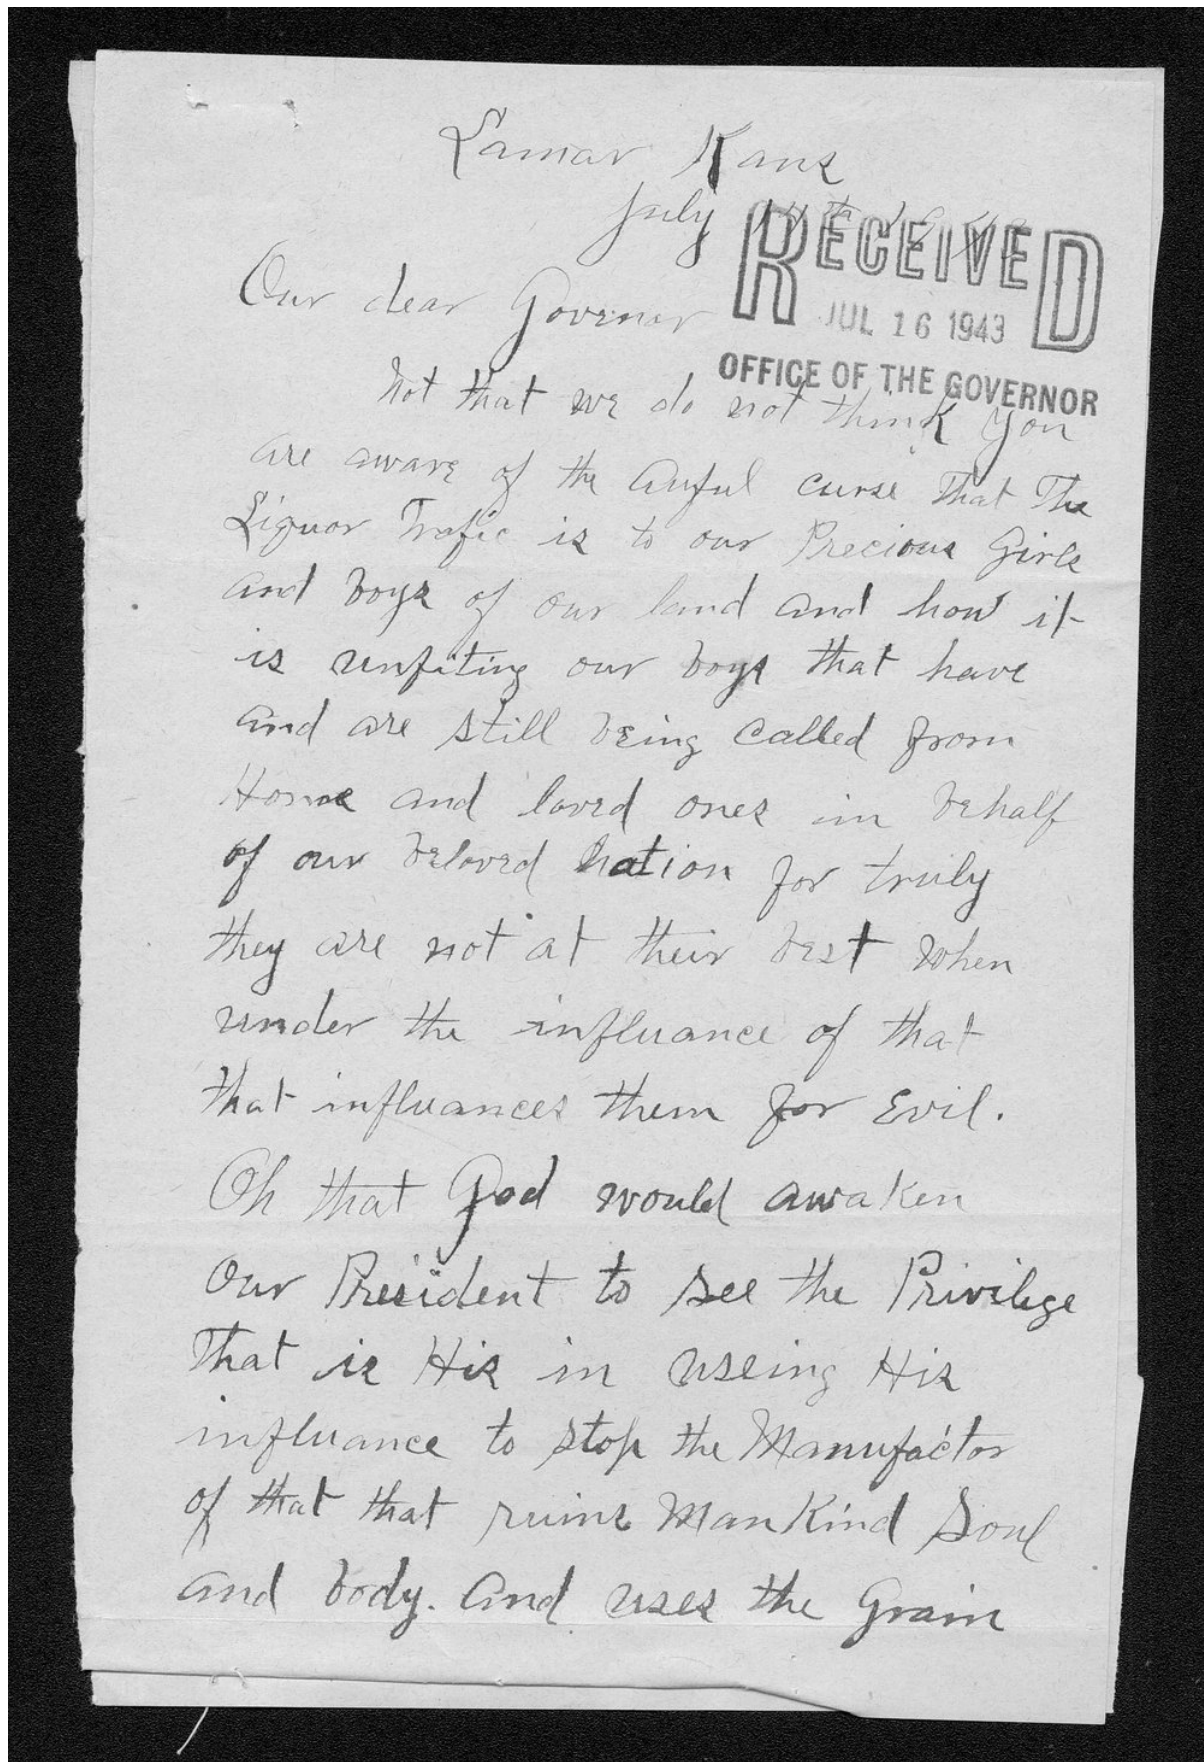 Lamar Kans
July 14th 1943
RECEIVED
JUL 16 1943
OFFICE OF THE GOVERNOR
Our dear Govenor
Not that we do not think you
are aware of the auful curse that The
Liquor Trafic is to our Precious Girls
and boys of our land and how it
is unfiting our boys that have
and are still being called from
Home and loved ones in behalf
of our beloved Nation for truly
they are not at their best when
under the influance of that
that influances them for Evil.
Oh that God would awaken
Our President to see the Privilege
That is His in useing His
influance to stop the Manufactor
of that that ruins Mankind Soul
and body. And uses the Grain